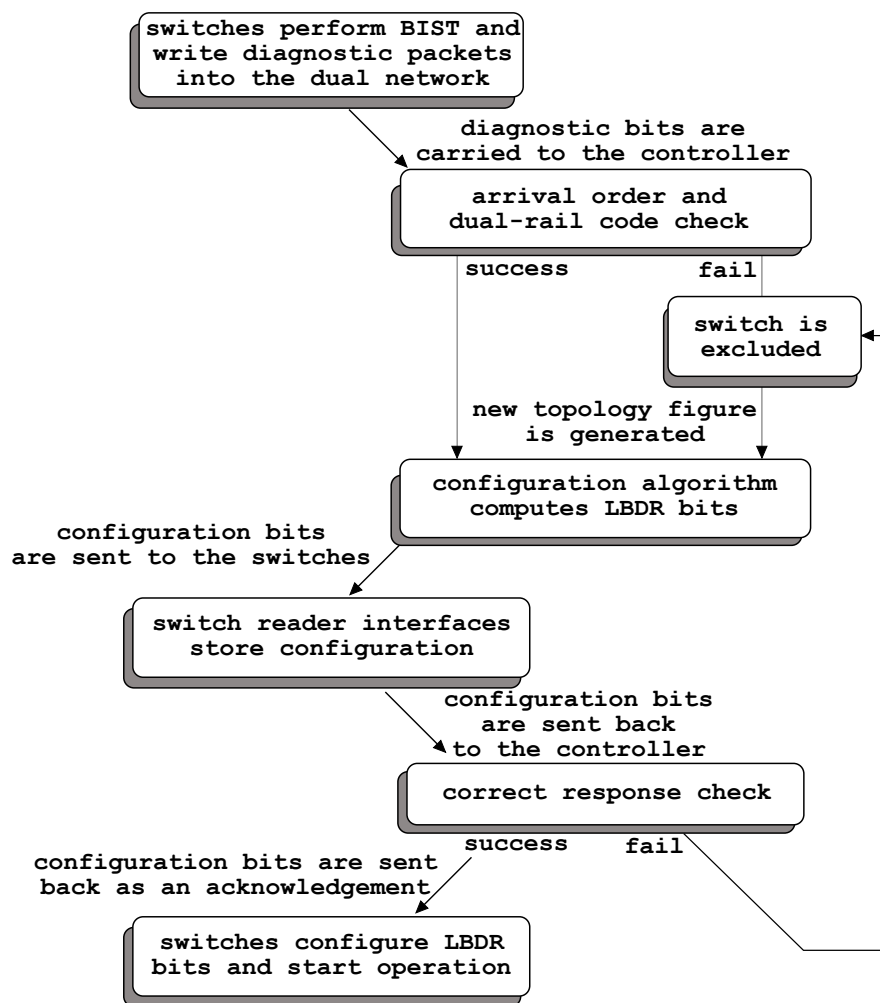 switches perform BIST and
write diagnostic packets
into the dual network
diagnostic bits are
carried to the controller
arrival order and
dual-rail code check
success
fail
switch is
excluded
new topology figure
is generated
configuration algorithm
computes LBDR bits
configuration bits
are sent to the switches
switch reader interfaces
store configuration
configuration bits
are sent back
to the controller
correct response check
success
fail
configuration bits are sent
back as an acknowledgement
switches configure LBDR
bits and start operation